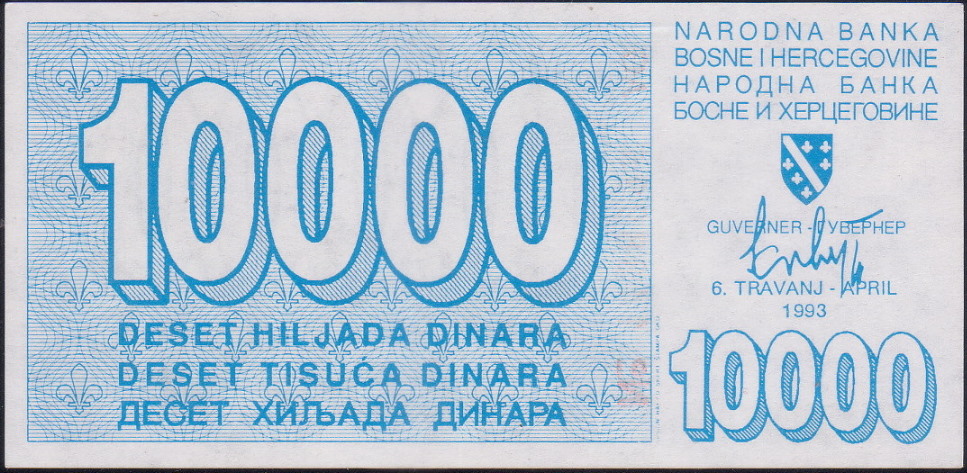 10000
DESET HILJADA DINARA
DESET TISUĆA DINARA
ДЕСЕТ ХИЉАДА ДИНАРА
NARODNA BANKA
BOSNE I HERCEGOVINE
НАРОДНА БАНКА
БОСНЕ И ХЕРЦЕГОВИНЕ
GUVERNER - ГУВЕРНЕР
6. TRAVANJ - APRIL
1993
10000